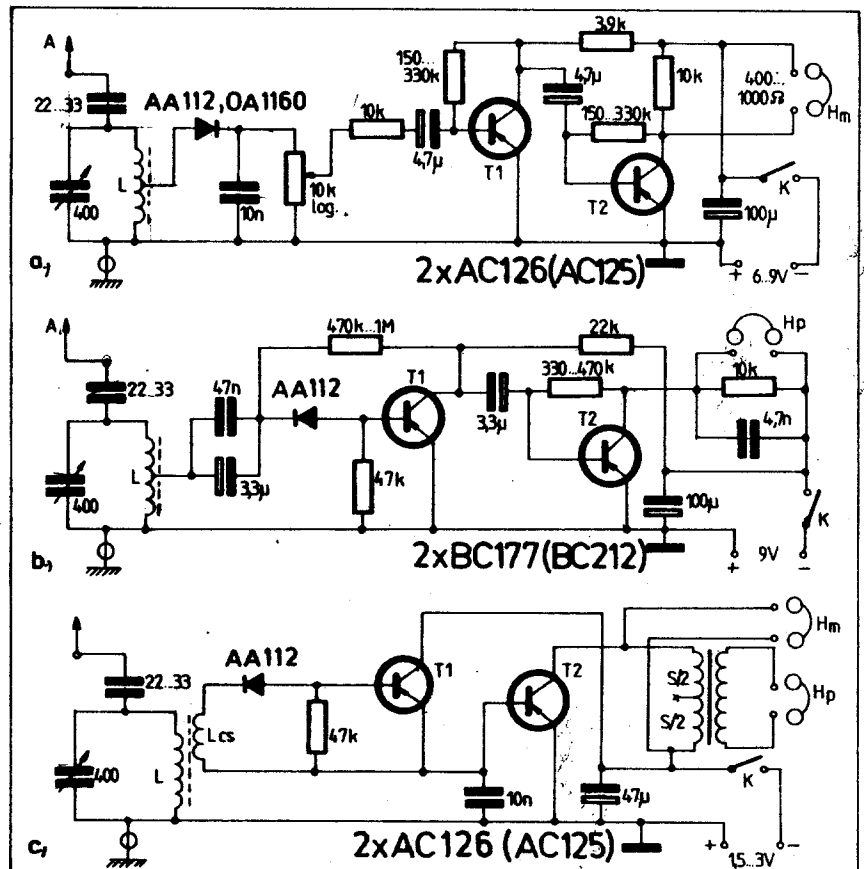 A
22...33
AA112, OA1160
400
L
10n
10k
log.
10k
4,7µ
150...
330k
T1
3,9k
4,7µ
150...330k
T2
10k
400...
1000Ω
Hm
K
100µ
+ 6...9V -
a,
2xAC126(AC125)
A,
22...33
400
L
47n
3,3µ
AA112
470k...1M
47k
T1
3,3µ
22k
330...470k
T2
Hp
10k
4,7n
100µ
K
+ 9V -
b,
2xBC177(BC212)
22...33
400
L
Lcs
AA112
47k
T1
T2
10n
47µ
S/2
S/2
Hm
Hp
K
+ 1,5...3V -
c,
2xAC126 (AC125)